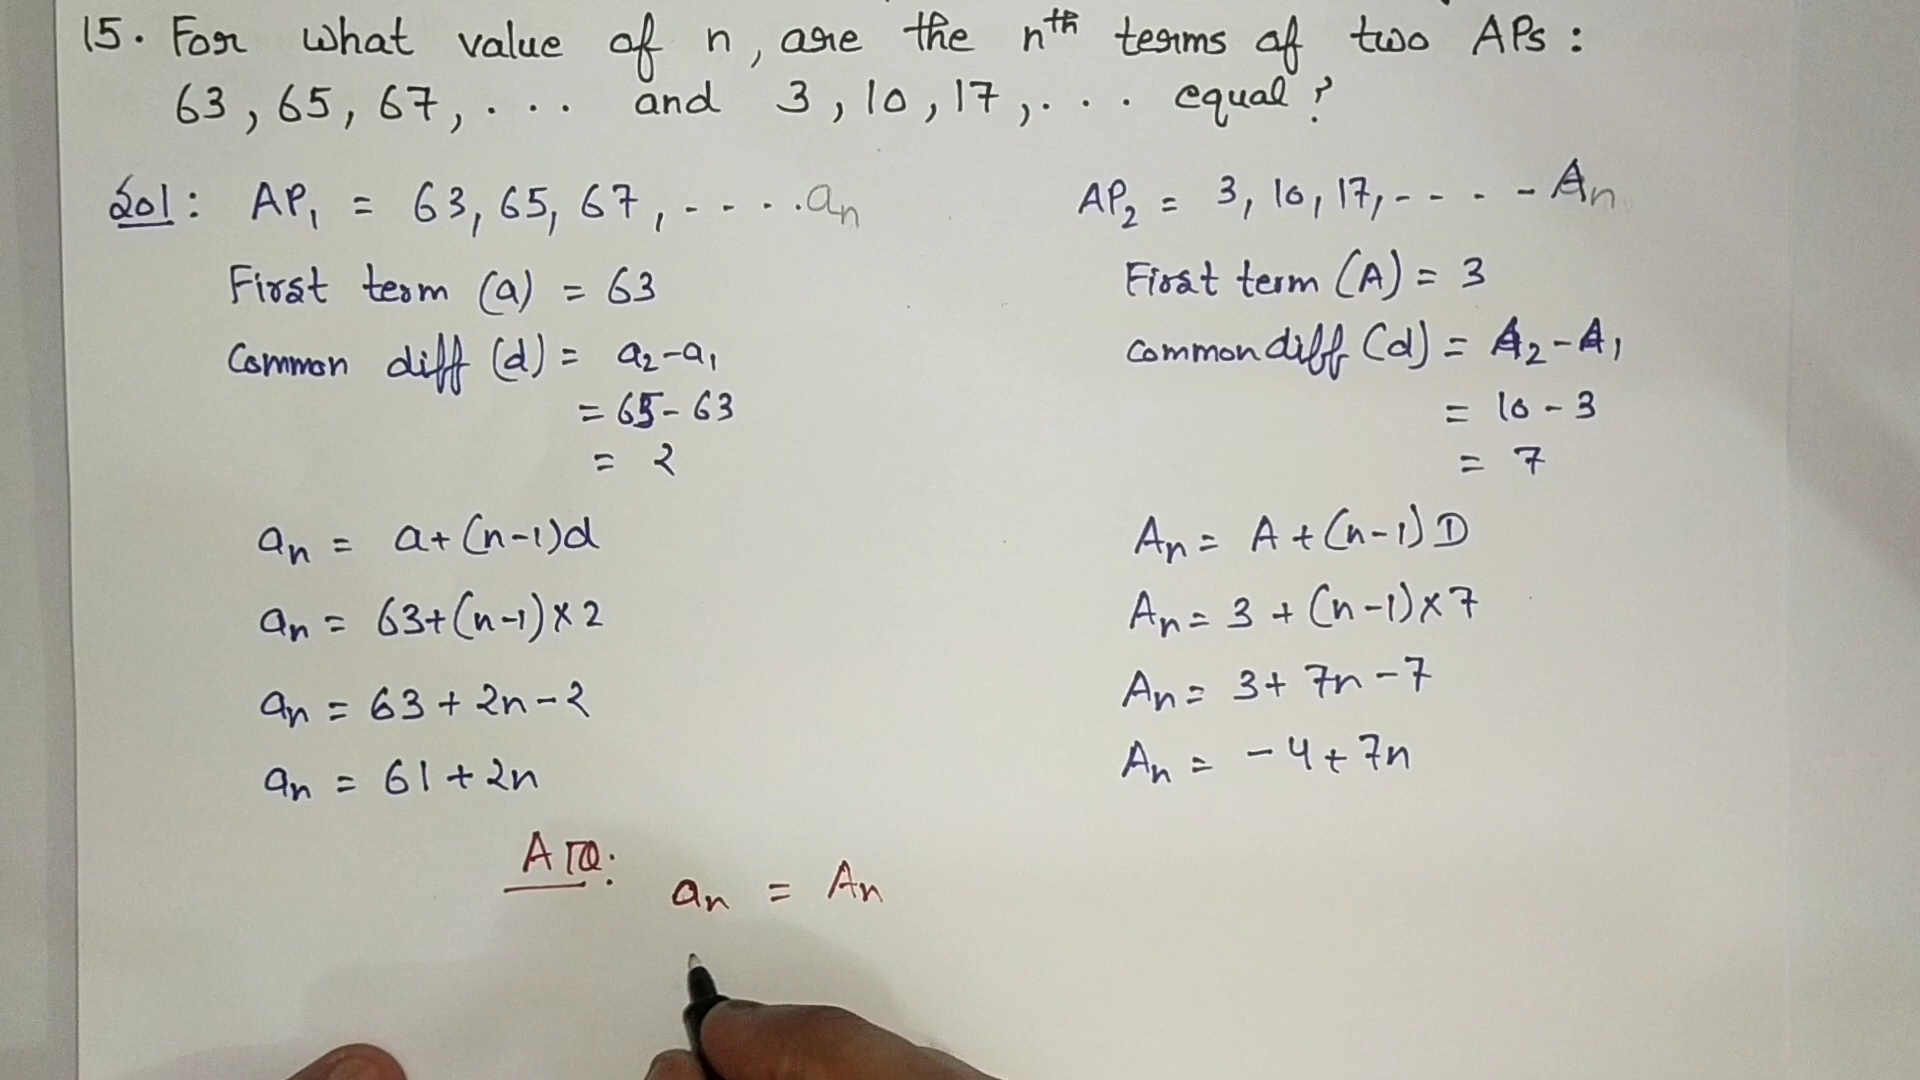 15. For what value of n, are the nth terms of two APs :
63, 65, 67, . . . and 3, 10, 17, . . . equal ?
Sol : AP₁ = 63, 65, 67, - - - . . aₙ
First term (a) = 63
Common diff (d) = a₂-a₁
= 65 - 63
= 2
aₙ = a + (n-1)d
aₙ = 63+(n-1)×2
aₙ = 63 + 2n - 2
aₙ = 61 + 2n
AP₂ = 3, 10, 17, - - - - - Aₙ
First term (A) = 3
common diff (d) = A₂-A₁
= 10 - 3
= 7
Aₙ = A + (n-1) D
Aₙ = 3 + (n-1)×7
Aₙ = 3 + 7n - 7
Aₙ = - 4 + 7n
ATQ: aₙ = Aₙ